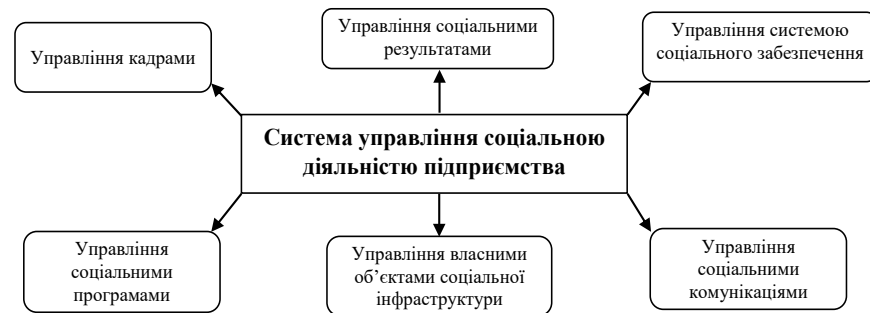 Управління кадрами
Управління соціальними
результатами
Управління системою
соціального забезпечення
Система управління соціальною
діяльністю підприємства
Управління
соціальними
програмами
Управління власними
об’єктами соціальної
інфраструктури
Управління
соціальними
комунікаціями